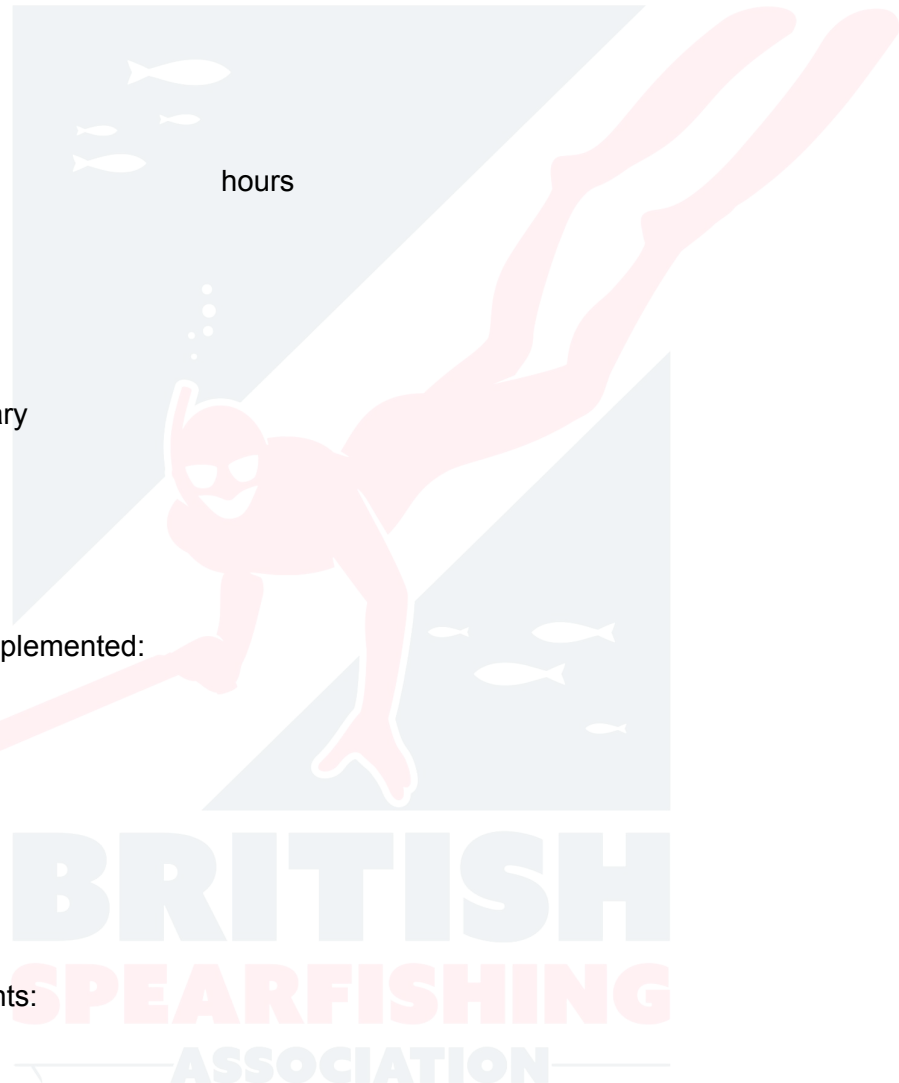 hours
ary
plemented:
nts:
BRITISH
SPEARFISHING
ASSOCIATION